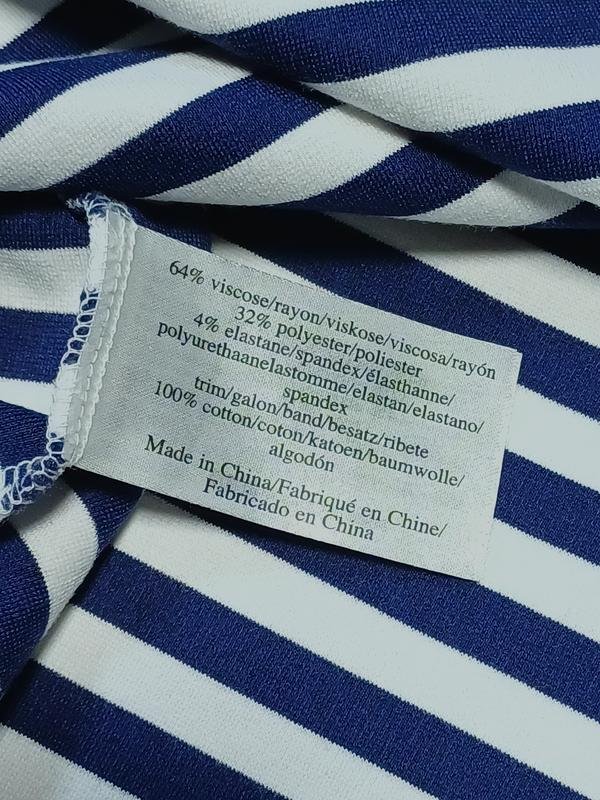 64% viscose/rayon/viskose/viscosa/rayón
32% polyester/poliester
4% elastane/spandex/élasthanne/
polyurethaanelastomme/elastan/elastano/
spandex
trim/galon/band/besatz/ribete
100% cotton/coton/katoen/baumwolle/
algodón
Made in China/Fabriqué en Chine/
Fabricado en China